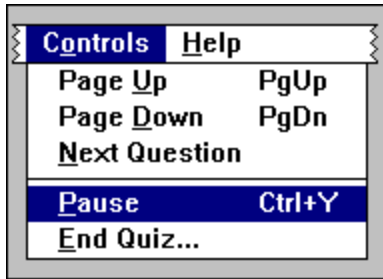 Controls Help
Page Up PgUp
Page Down PgDn
Next Question
Pause Ctrl+Y
End Quiz...